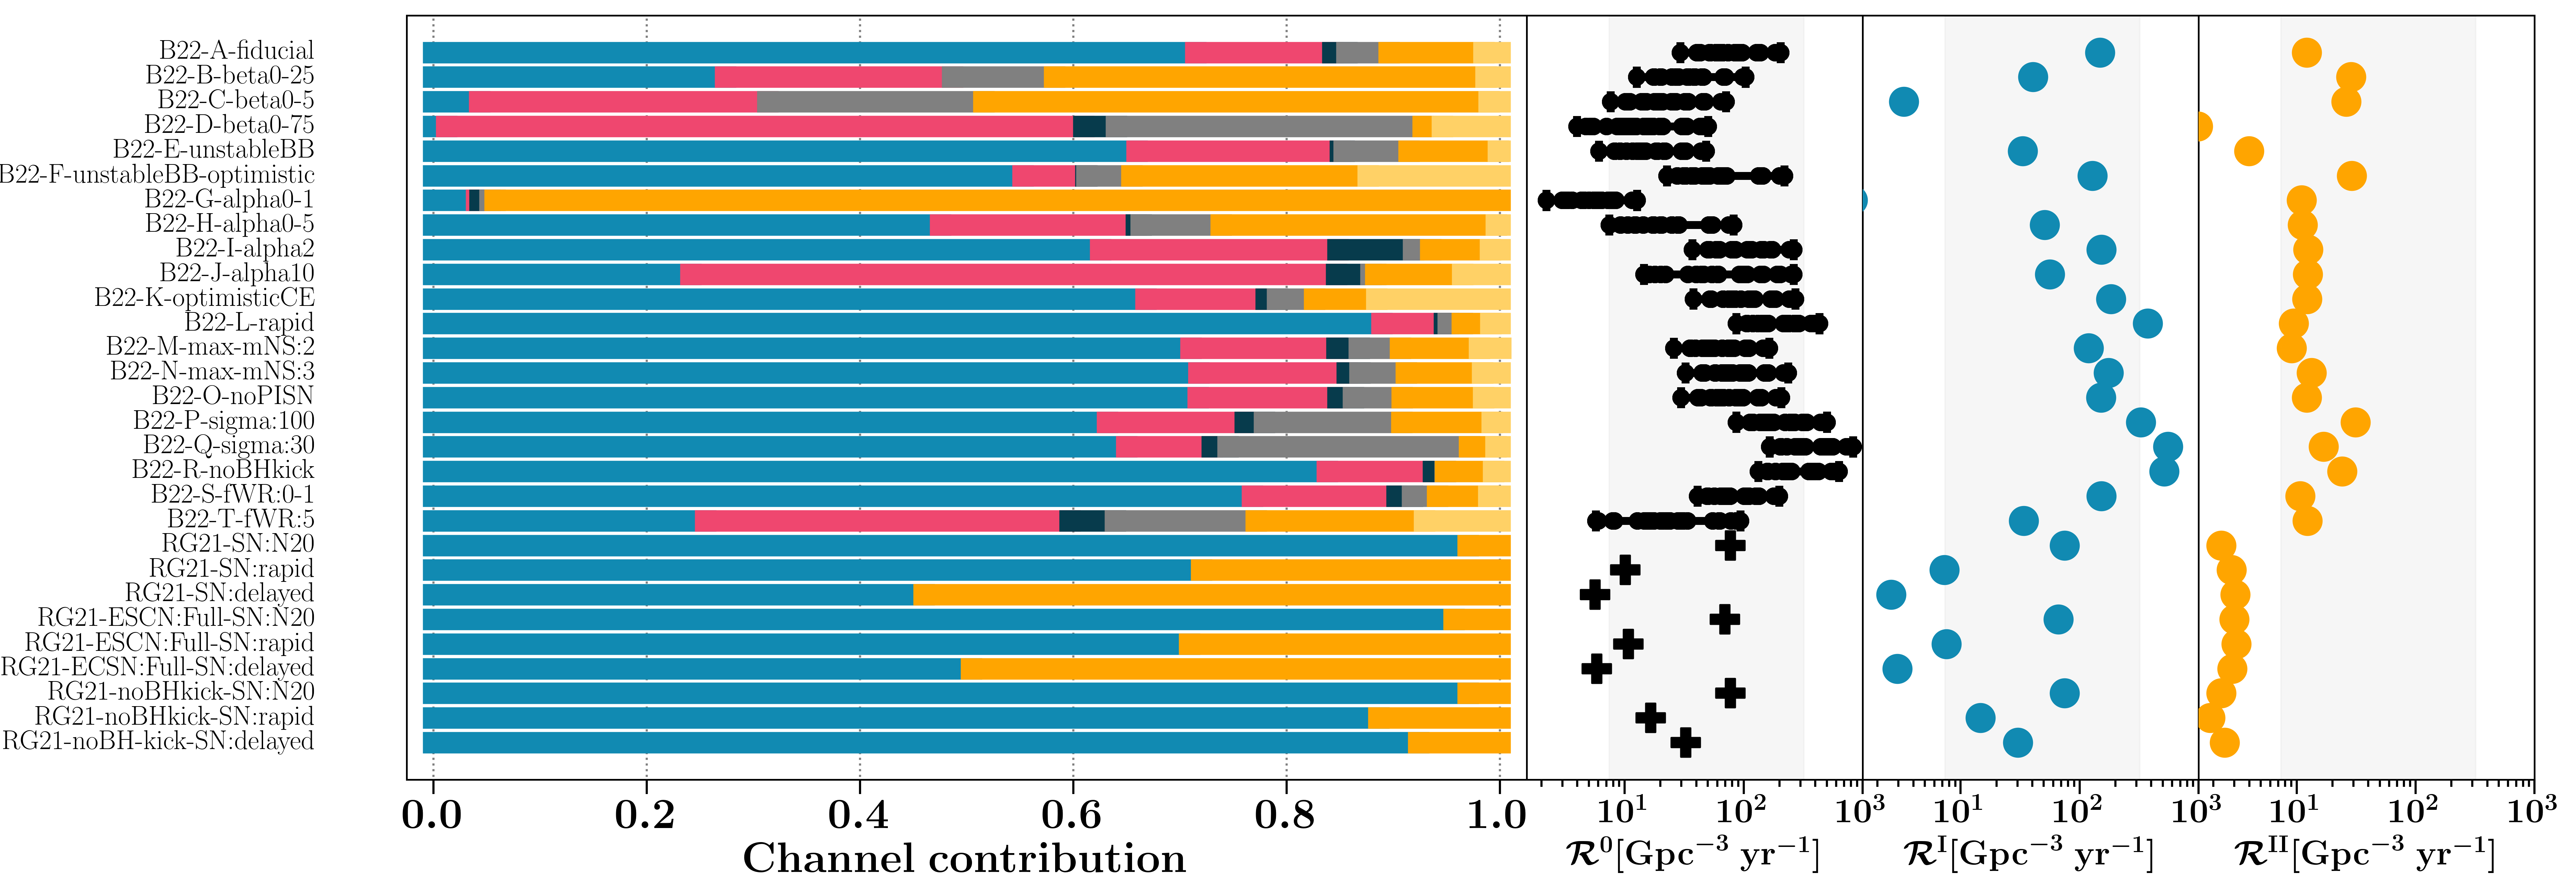 B22-A-fiducial
B22-B-beta0-25
B22-C-beta0-5
B22-D-beta0-75
B22-E-unstableBB
B22-F-unstableBB-optimistic
B22-G-alpha0-1
B22-H-alpha0-5
B22-I-alpha2
B22-J-alpha10
B22-K-optimisticCE
B22-L-rapid
B22-M-max-mNS:2
B22-N-max-mNS:3
B22-O-noPISN
B22-P-sigma:100
B22-Q-sigma:30
B22-R-noBHkick
B22-S-fWR:0-1
B22-T-fWR:5
RG21-SN:N20
RG21-SN:rapid
RG21-SN:delayed
RG21-ESCN:Full-SN:N20
RG21-ESCN:Full-SN:rapid
RG21-ECSN:Full-SN:delayed
RG21-noBHkick-SN:N20
RG21-noBHkick-SN:rapid
RG21-noBH-kick-SN:delayed
0.0 0.2 0.4 0.6 0.8 1.0
Channel contribution
10¹ 10² 10³
ℛ⁰[Gpc⁻³ yr⁻¹]
10¹ 10² 10³
ℛᴵ[Gpc⁻³ yr⁻¹]
10¹ 10² 10³
ℛᴵᴵ[Gpc⁻³ yr⁻¹]